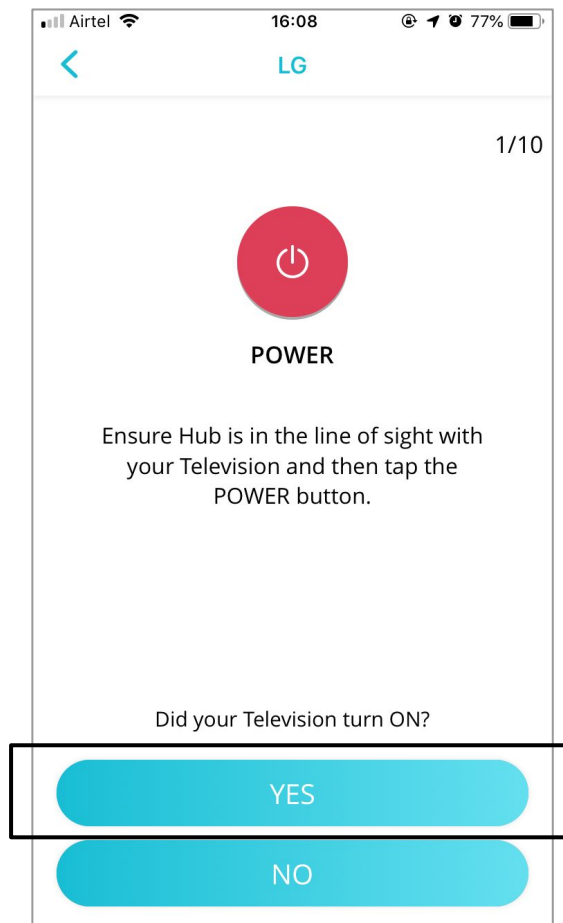 Airtel 16:08 77%
LG
1/10
POWER
Ensure Hub is in the line of sight with
your Television and then tap the
POWER button.
Did your Television turn ON?
YES
NO